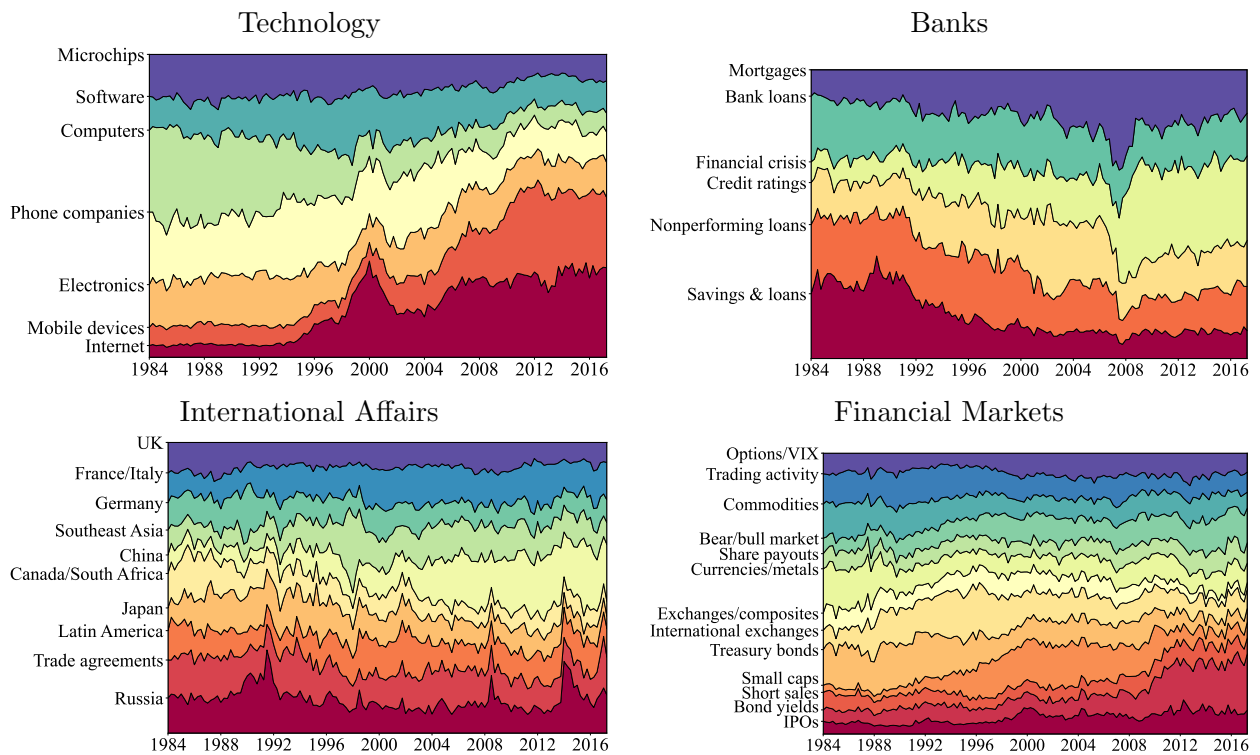 Technology
Microchips
Software
Computers
Phone companies
Electronics
Mobile devices
Internet
1984 1988 1992 1996 2000 2004 2008 2012 2016
Banks
Mortgages
Bank loans
Financial crisis
Credit ratings
Nonperforming loans
Savings & loans
1984 1988 1992 1996 2000 2004 2008 2012 2016
International Affairs
UK
France/Italy
Germany
Southeast Asia
China
Canada/South Africa
Japan
Latin America
Trade agreements
Russia
1984 1988 1992 1996 2000 2004 2008 2012 2016
Financial Markets
Options/VIX
Trading activity
Commodities
Bear/bull market
Share payouts
Currencies/metals
Exchanges/composites
International exchanges
Treasury bonds
Small caps
Short sales
Bond yields
IPOs
1984 1988 1992 1996 2000 2004 2008 2012 2016